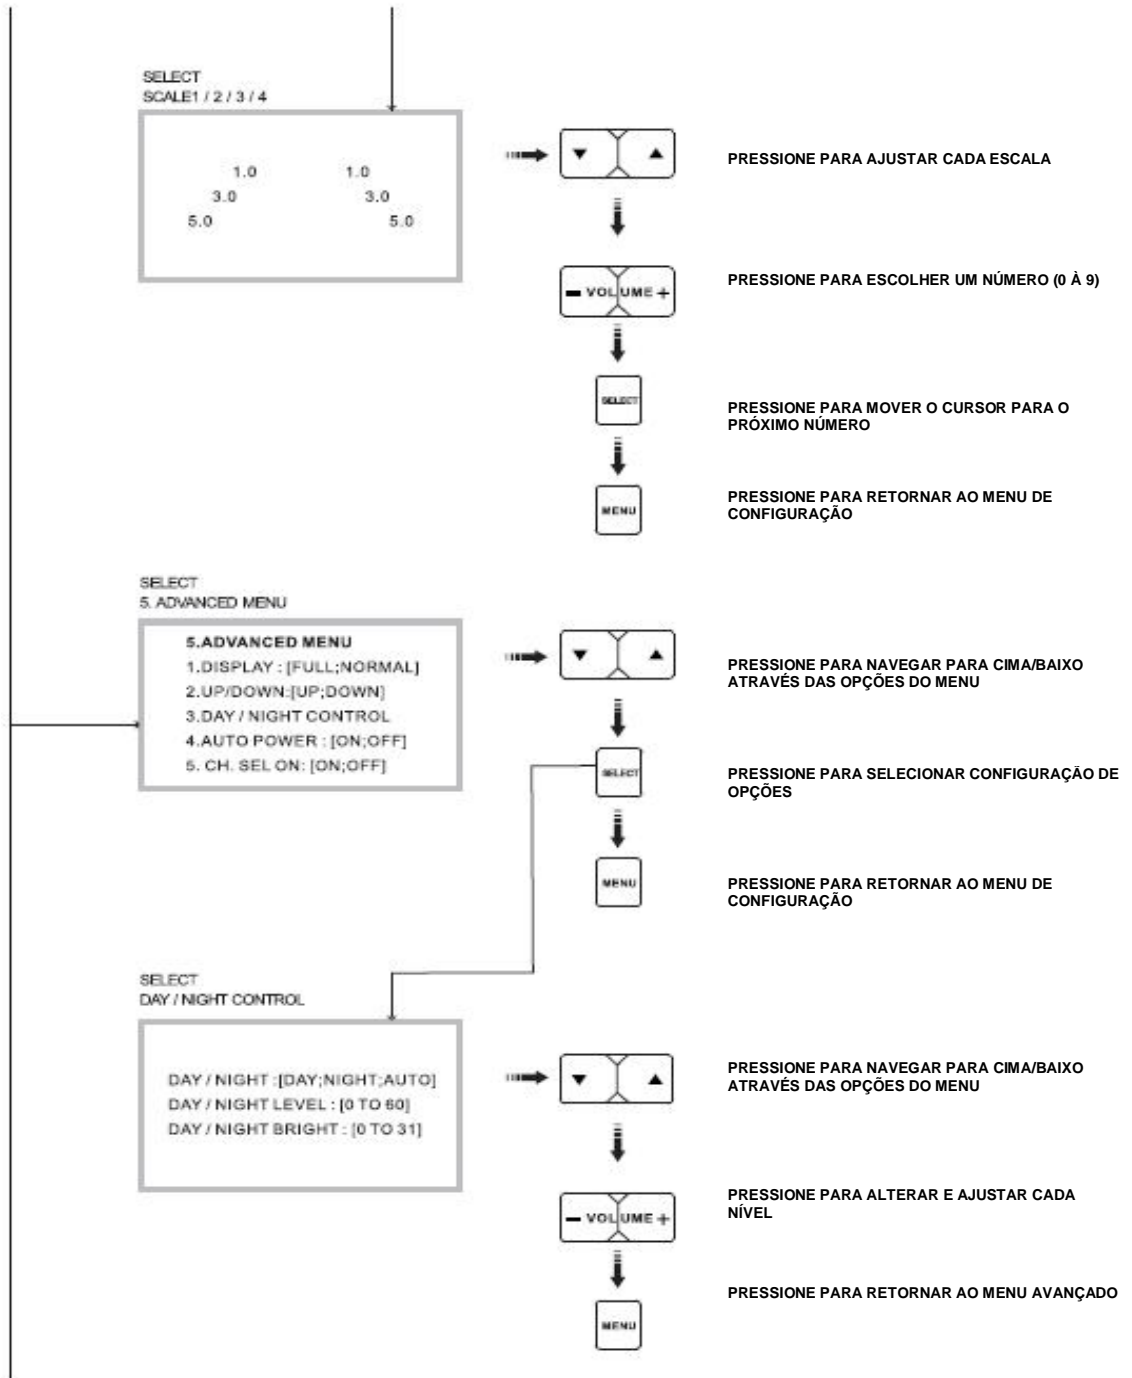 SELECT
SCALE1 / 2 / 3 / 4
1.0 1.0
3.0 3.0
5.0 5.0
▼ ▲
PRESSIONE PARA AJUSTAR CADA ESCALA
− VOLUME +
PRESSIONE PARA ESCOLHER UM NÚMERO (0 À 9)
SELECT
PRESSIONE PARA MOVER O CURSOR PARA O
PRÓXIMO NÚMERO
MENU
PRESSIONE PARA RETORNAR AO MENU DE
CONFIGURAÇÃO
SELECT
5. ADVANCED MENU
5.ADVANCED MENU
1.DISPLAY : [FULL;NORMAL]
2.UP/DOWN:[UP;DOWN]
3.DAY / NIGHT CONTROL
4.AUTO POWER : [ON;OFF]
5. CH. SEL ON: [ON;OFF]
▼ ▲
PRESSIONE PARA NAVEGAR PARA CIMA/BAIXO
ATRAVÉS DAS OPÇÕES DO MENU
SELECT
PRESSIONE PARA SELECIONAR CONFIGURAÇÃO DE
OPÇÕES
MENU
PRESSIONE PARA RETORNAR AO MENU DE
CONFIGURAÇÃO
SELECT
DAY / NIGHT CONTROL
DAY / NIGHT :[DAY;NIGHT;AUTO]
DAY / NIGHT LEVEL : [0 TO 60]
DAY / NIGHT BRIGHT : [0 TO 31]
▼ ▲
PRESSIONE PARA NAVEGAR PARA CIMA/BAIXO
ATRAVÉS DAS OPÇÕES DO MENU
− VOLUME +
PRESSIONE PARA ALTERAR E AJUSTAR CADA
NÍVEL
MENU
PRESSIONE PARA RETORNAR AO MENU AVANÇADO